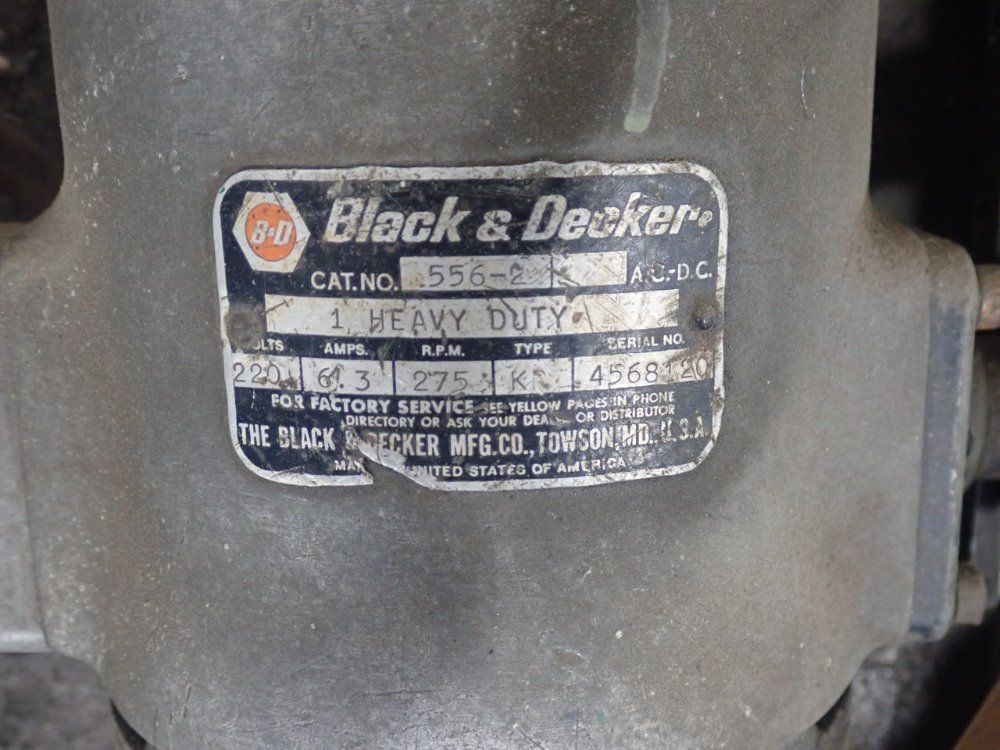 B&D Black & Decker®
CAT.NO. 556-2 A.C.-D.C.
1 HEAVY DUTY
AMPS. R.P.M. TYPE SERIAL NO.
220 6.3 275 4568120
FOR FACTORY SERVICE SEE YELLOW PAGES IN PHONE
DIRECTORY OR ASK YOUR OR DISTRIBUTOR
THE BLACK & DECKER MFG.CO., TOWSON, MD., U.S.A.
UNITED STATES OF AMERICA